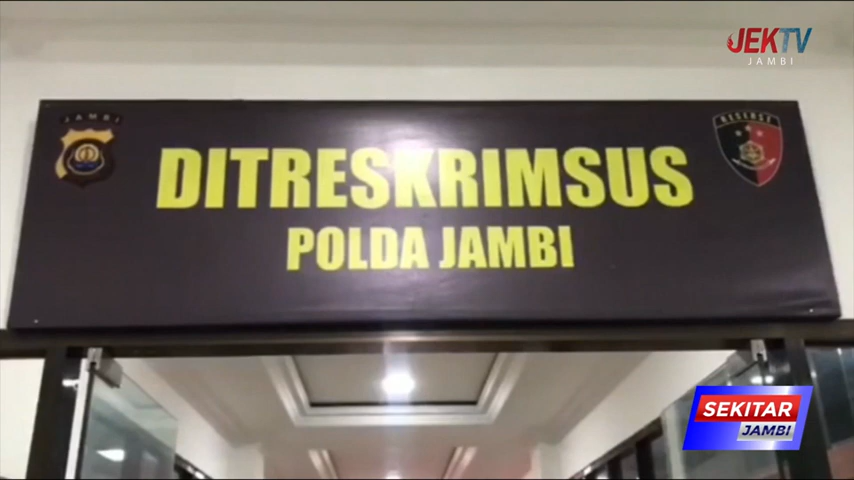 JEKTV
JAMBI
JAMBI
RESERSE
DITRESKRIMSUS
POLDA JAMBI
SEKITAR
JAMBI